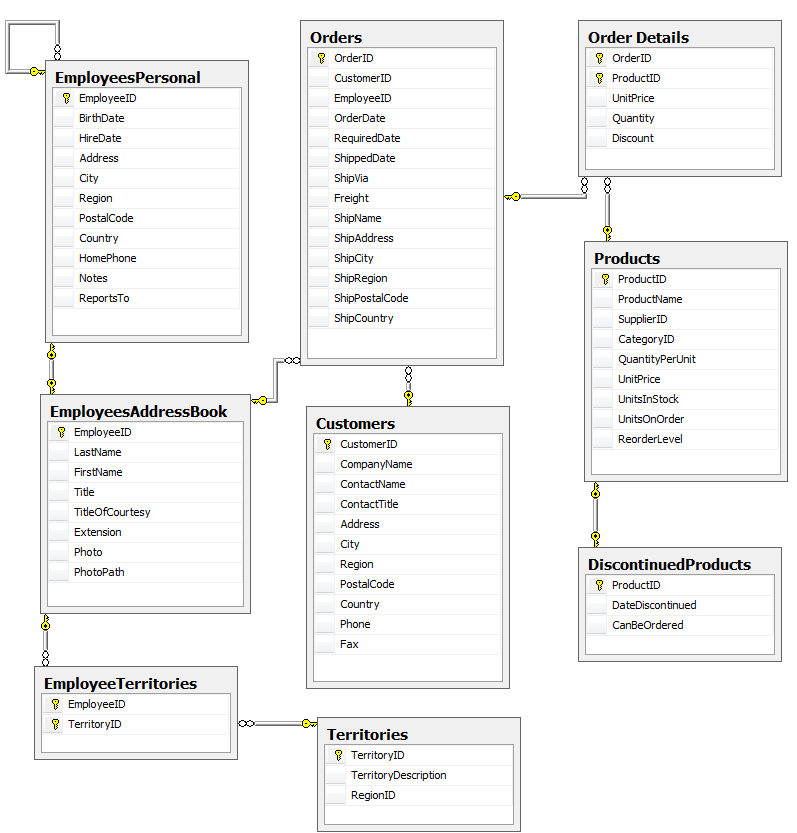 EmployeesPersonal
EmployeeID
BirthDate
HireDate
Address
City
Region
PostalCode
Country
HomePhone
Notes
ReportsTo
EmployeesAddressBook
EmployeeID
LastName
FirstName
Title
TitleOfCourtesy
Extension
Photo
PhotoPath
EmployeeTerritories
EmployeeID
TerritoryID
Orders
OrderID
CustomerID
EmployeeID
OrderDate
RequiredDate
ShippedDate
ShipVia
Freight
ShipName
ShipAddress
ShipCity
ShipRegion
ShipPostalCode
ShipCountry
Customers
CustomerID
CompanyName
ContactName
ContactTitle
Address
City
Region
PostalCode
Country
Phone
Fax
Territories
TerritoryID
TerritoryDescription
RegionID
Order Details
OrderID
ProductID
UnitPrice
Quantity
Discount
Products
ProductID
ProductName
SupplierID
CategoryID
QuantityPerUnit
UnitPrice
UnitsInStock
UnitsOnOrder
ReorderLevel
DiscontinuedProducts
ProductID
DateDiscontinued
CanBeOrdered